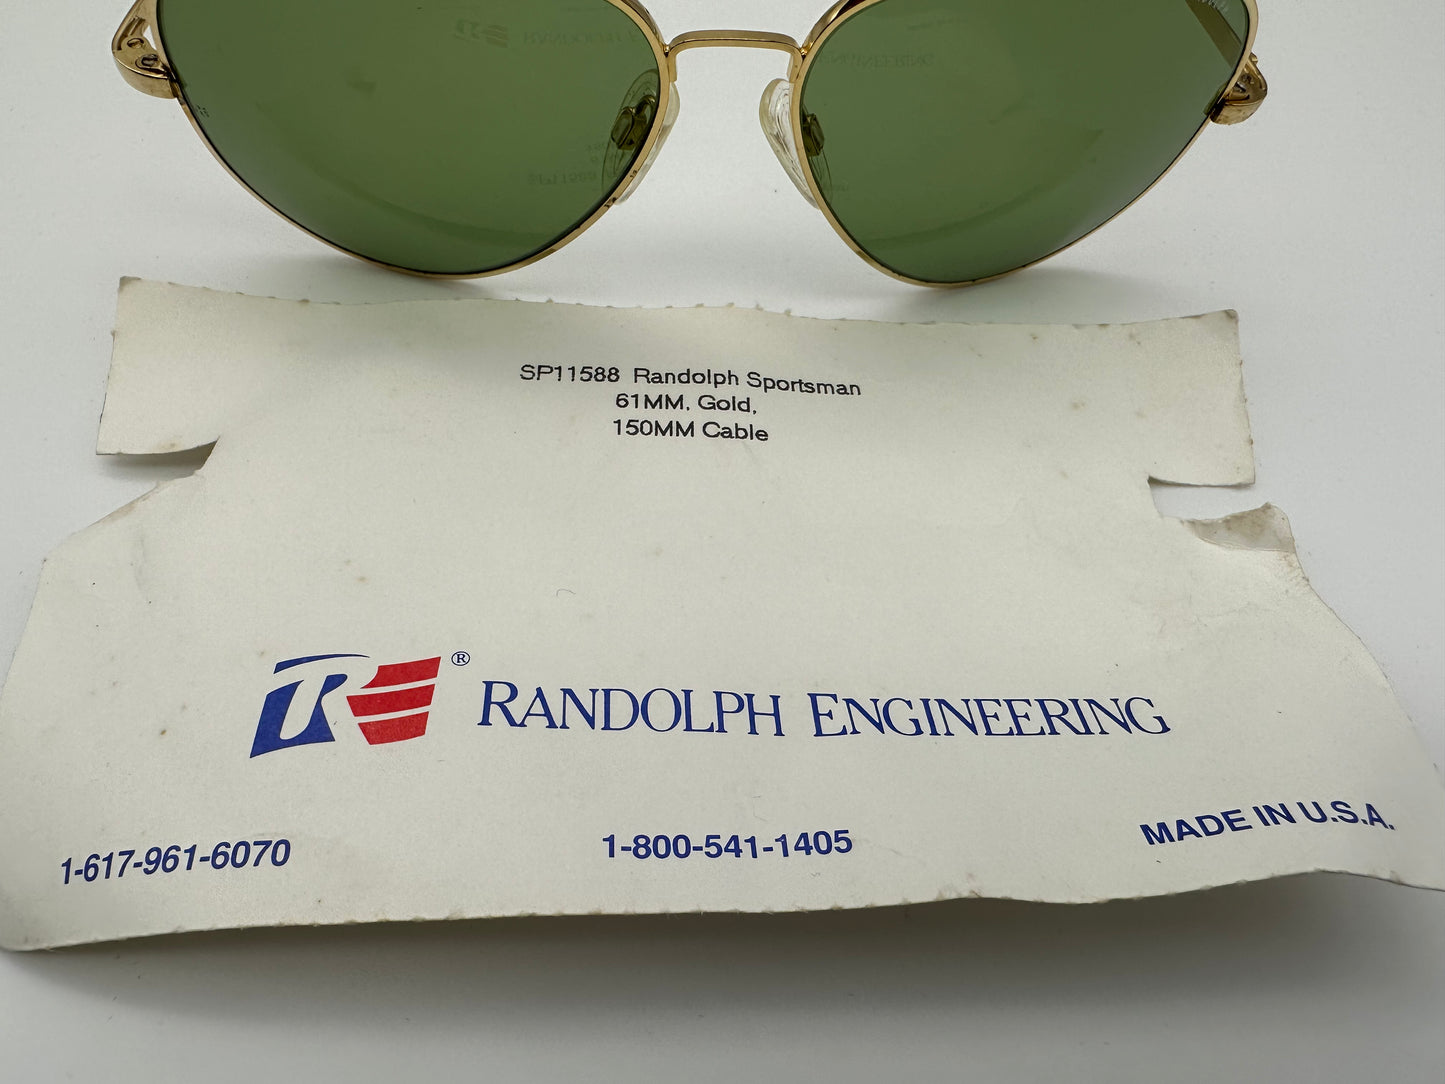 SP11588 Randolph Sportsman
61MM, Gold,
150MM Cable
RE®
RANDOLPH ENGINEERING
1-617-961-6070
1-800-541-1405
MADE IN U.S.A.